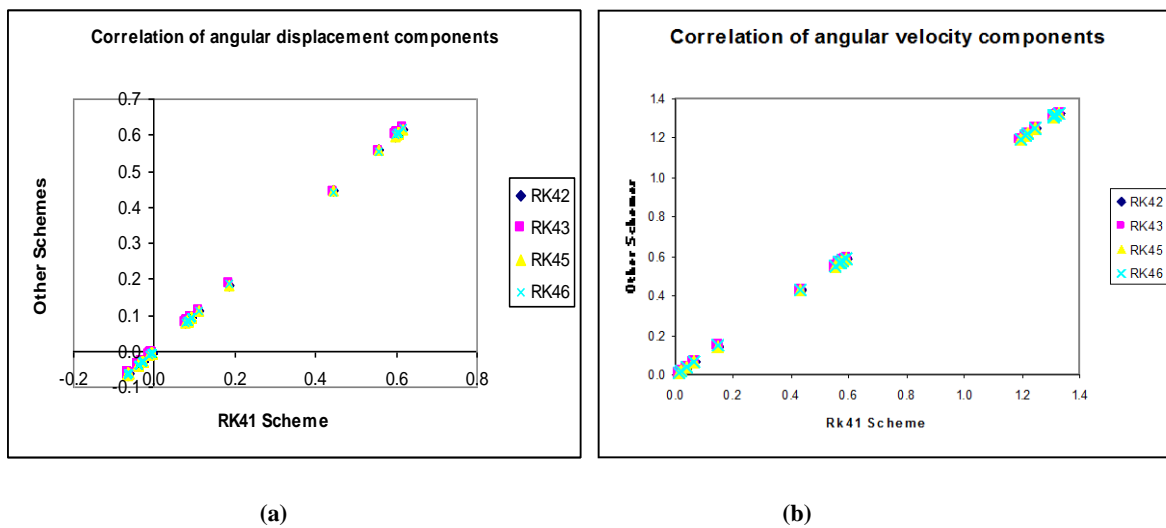 Correlation of angular displacement components
0.7
0.6
0.5
0.4
0.3
0.2
0.1
0.0
-0.1
-0.2 0.0 0.2 0.4 0.6 0.8
Other Schemes
RK41 Scheme
RK42
RK43
RK45
RK46
(a)
Correlation of angular velocity components
1.4
1.2
1.0
0.8
0.6
0.4
0.2
0.0
0.0 0.2 0.4 0.6 0.8 1.0 1.2 1.4
Other Schemes
Rk41 Scheme
RK42
RK43
RK45
RK46
(b)